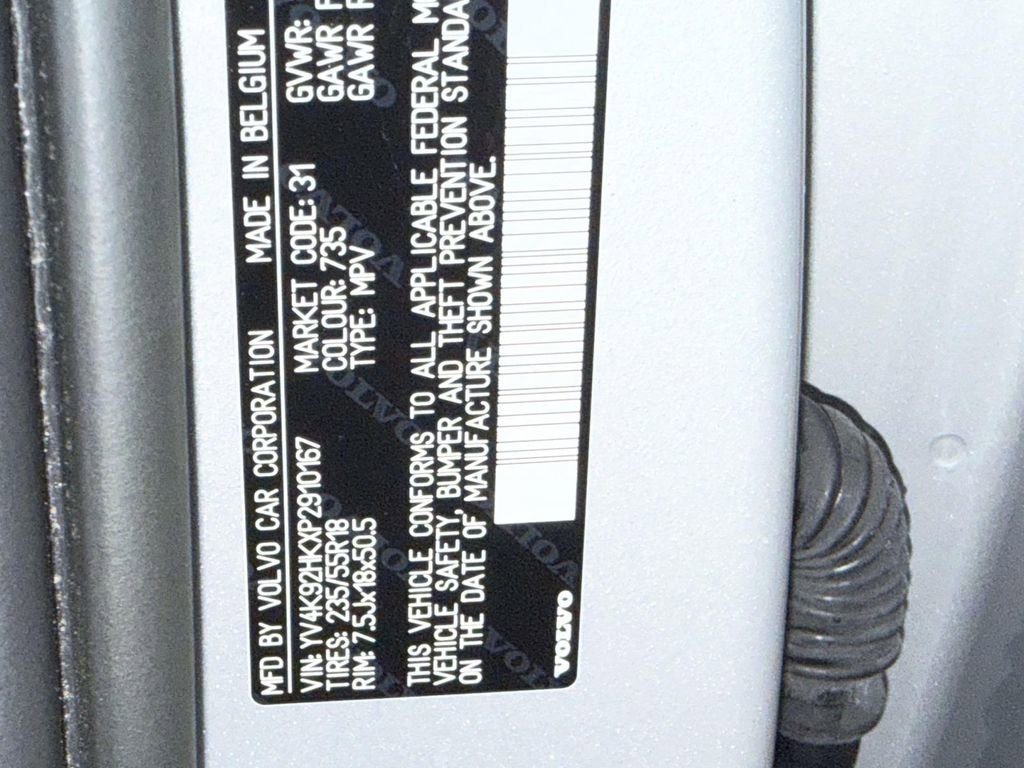 MFD BY VOLVO CAR CORPORATION MADE IN BELGIUM
VIN: YV4K92HKXP2910167 MARKET CODE: 31 GVWR:
TIRES: 235/55R18 COLOUR: 735 GAWR F
RIM: 7.5Jx18x50.5 TYPE: MPV GAWR R
THIS VEHICLE CONFORMS TO ALL APPLICABLE FEDERAL M
VEHICLE SAFETY, BUMPER AND THEFT PREVENTION STANDA
ON THE DATE OF MANUFACTURE SHOWN ABOVE.
VOLVO